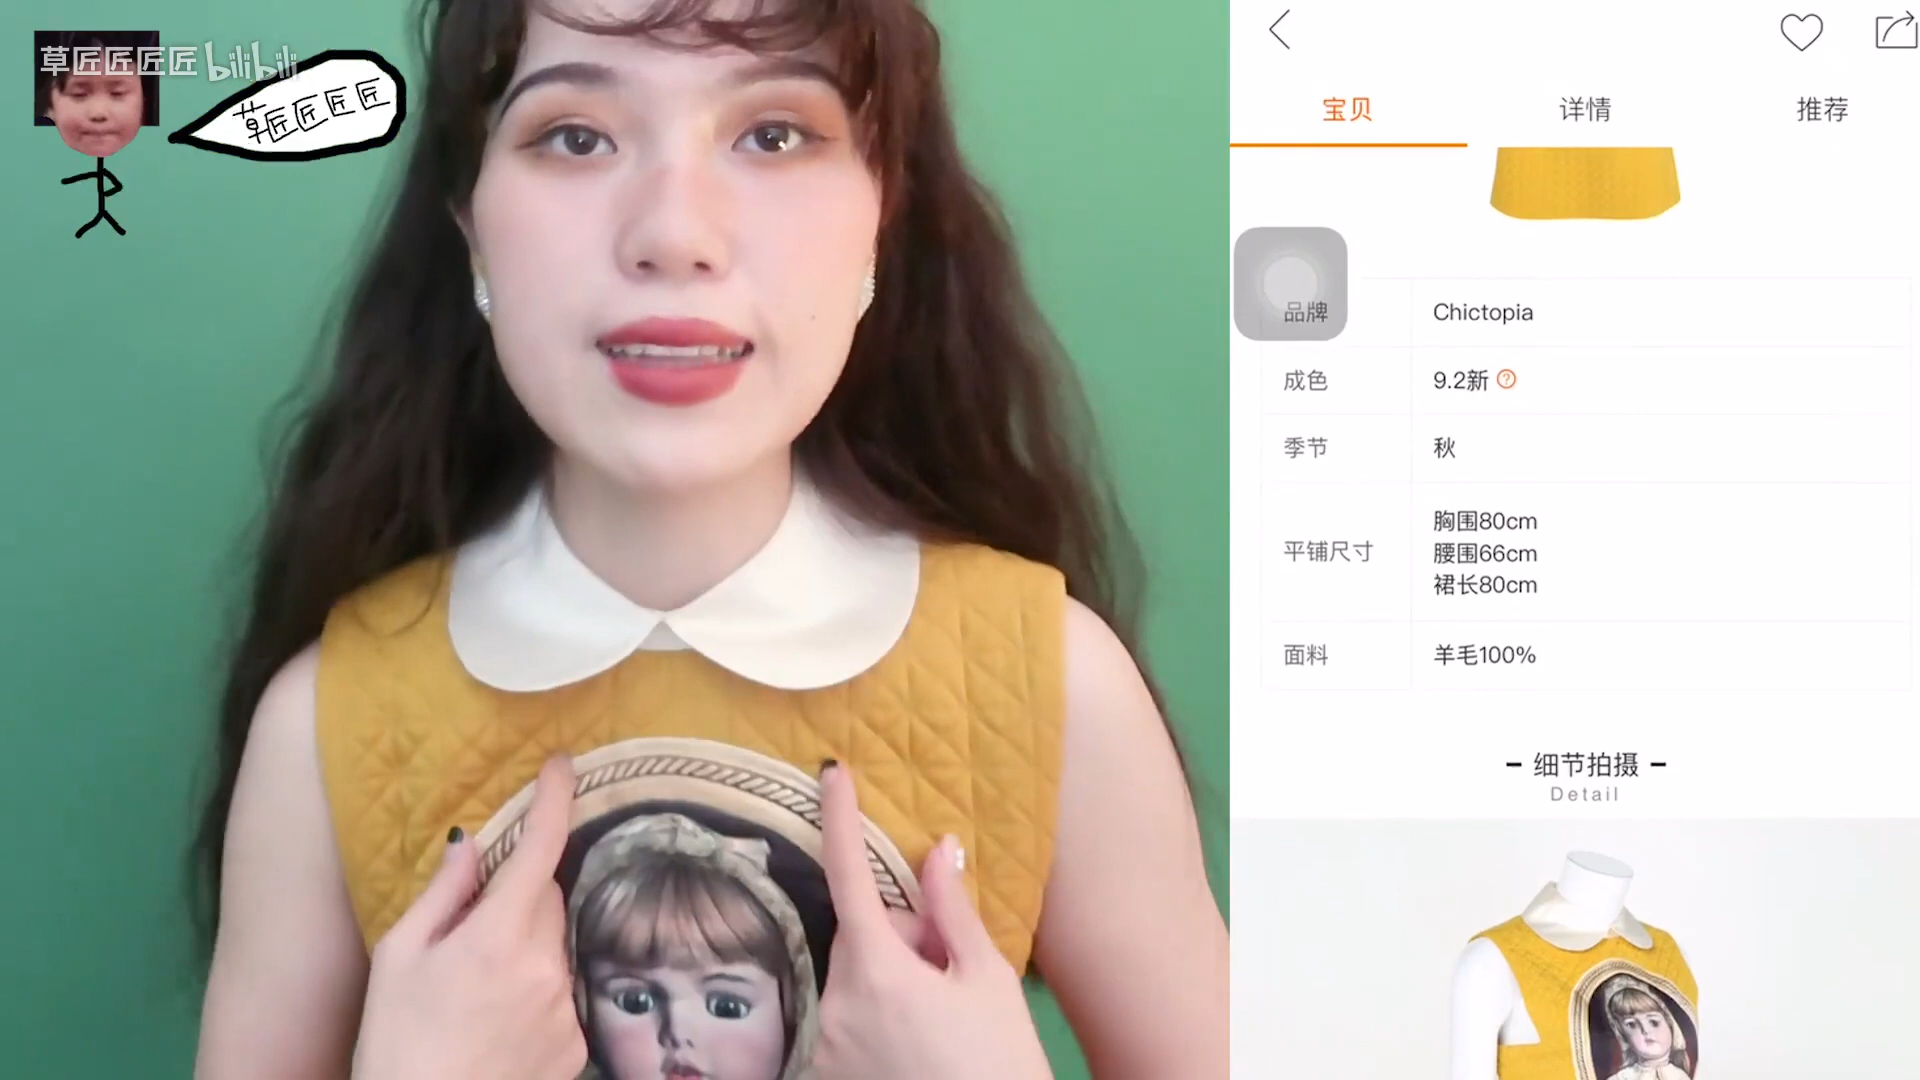 草匠匠匠匠 bilibili
草匠匠匠匠
宝贝 详情 推荐
品牌 Chictopia
成色 9.2新 ?
季节 秋
平铺尺寸 胸围80cm
腰围66cm
裙长80cm
面料 羊毛100%
细节拍摄
Detail